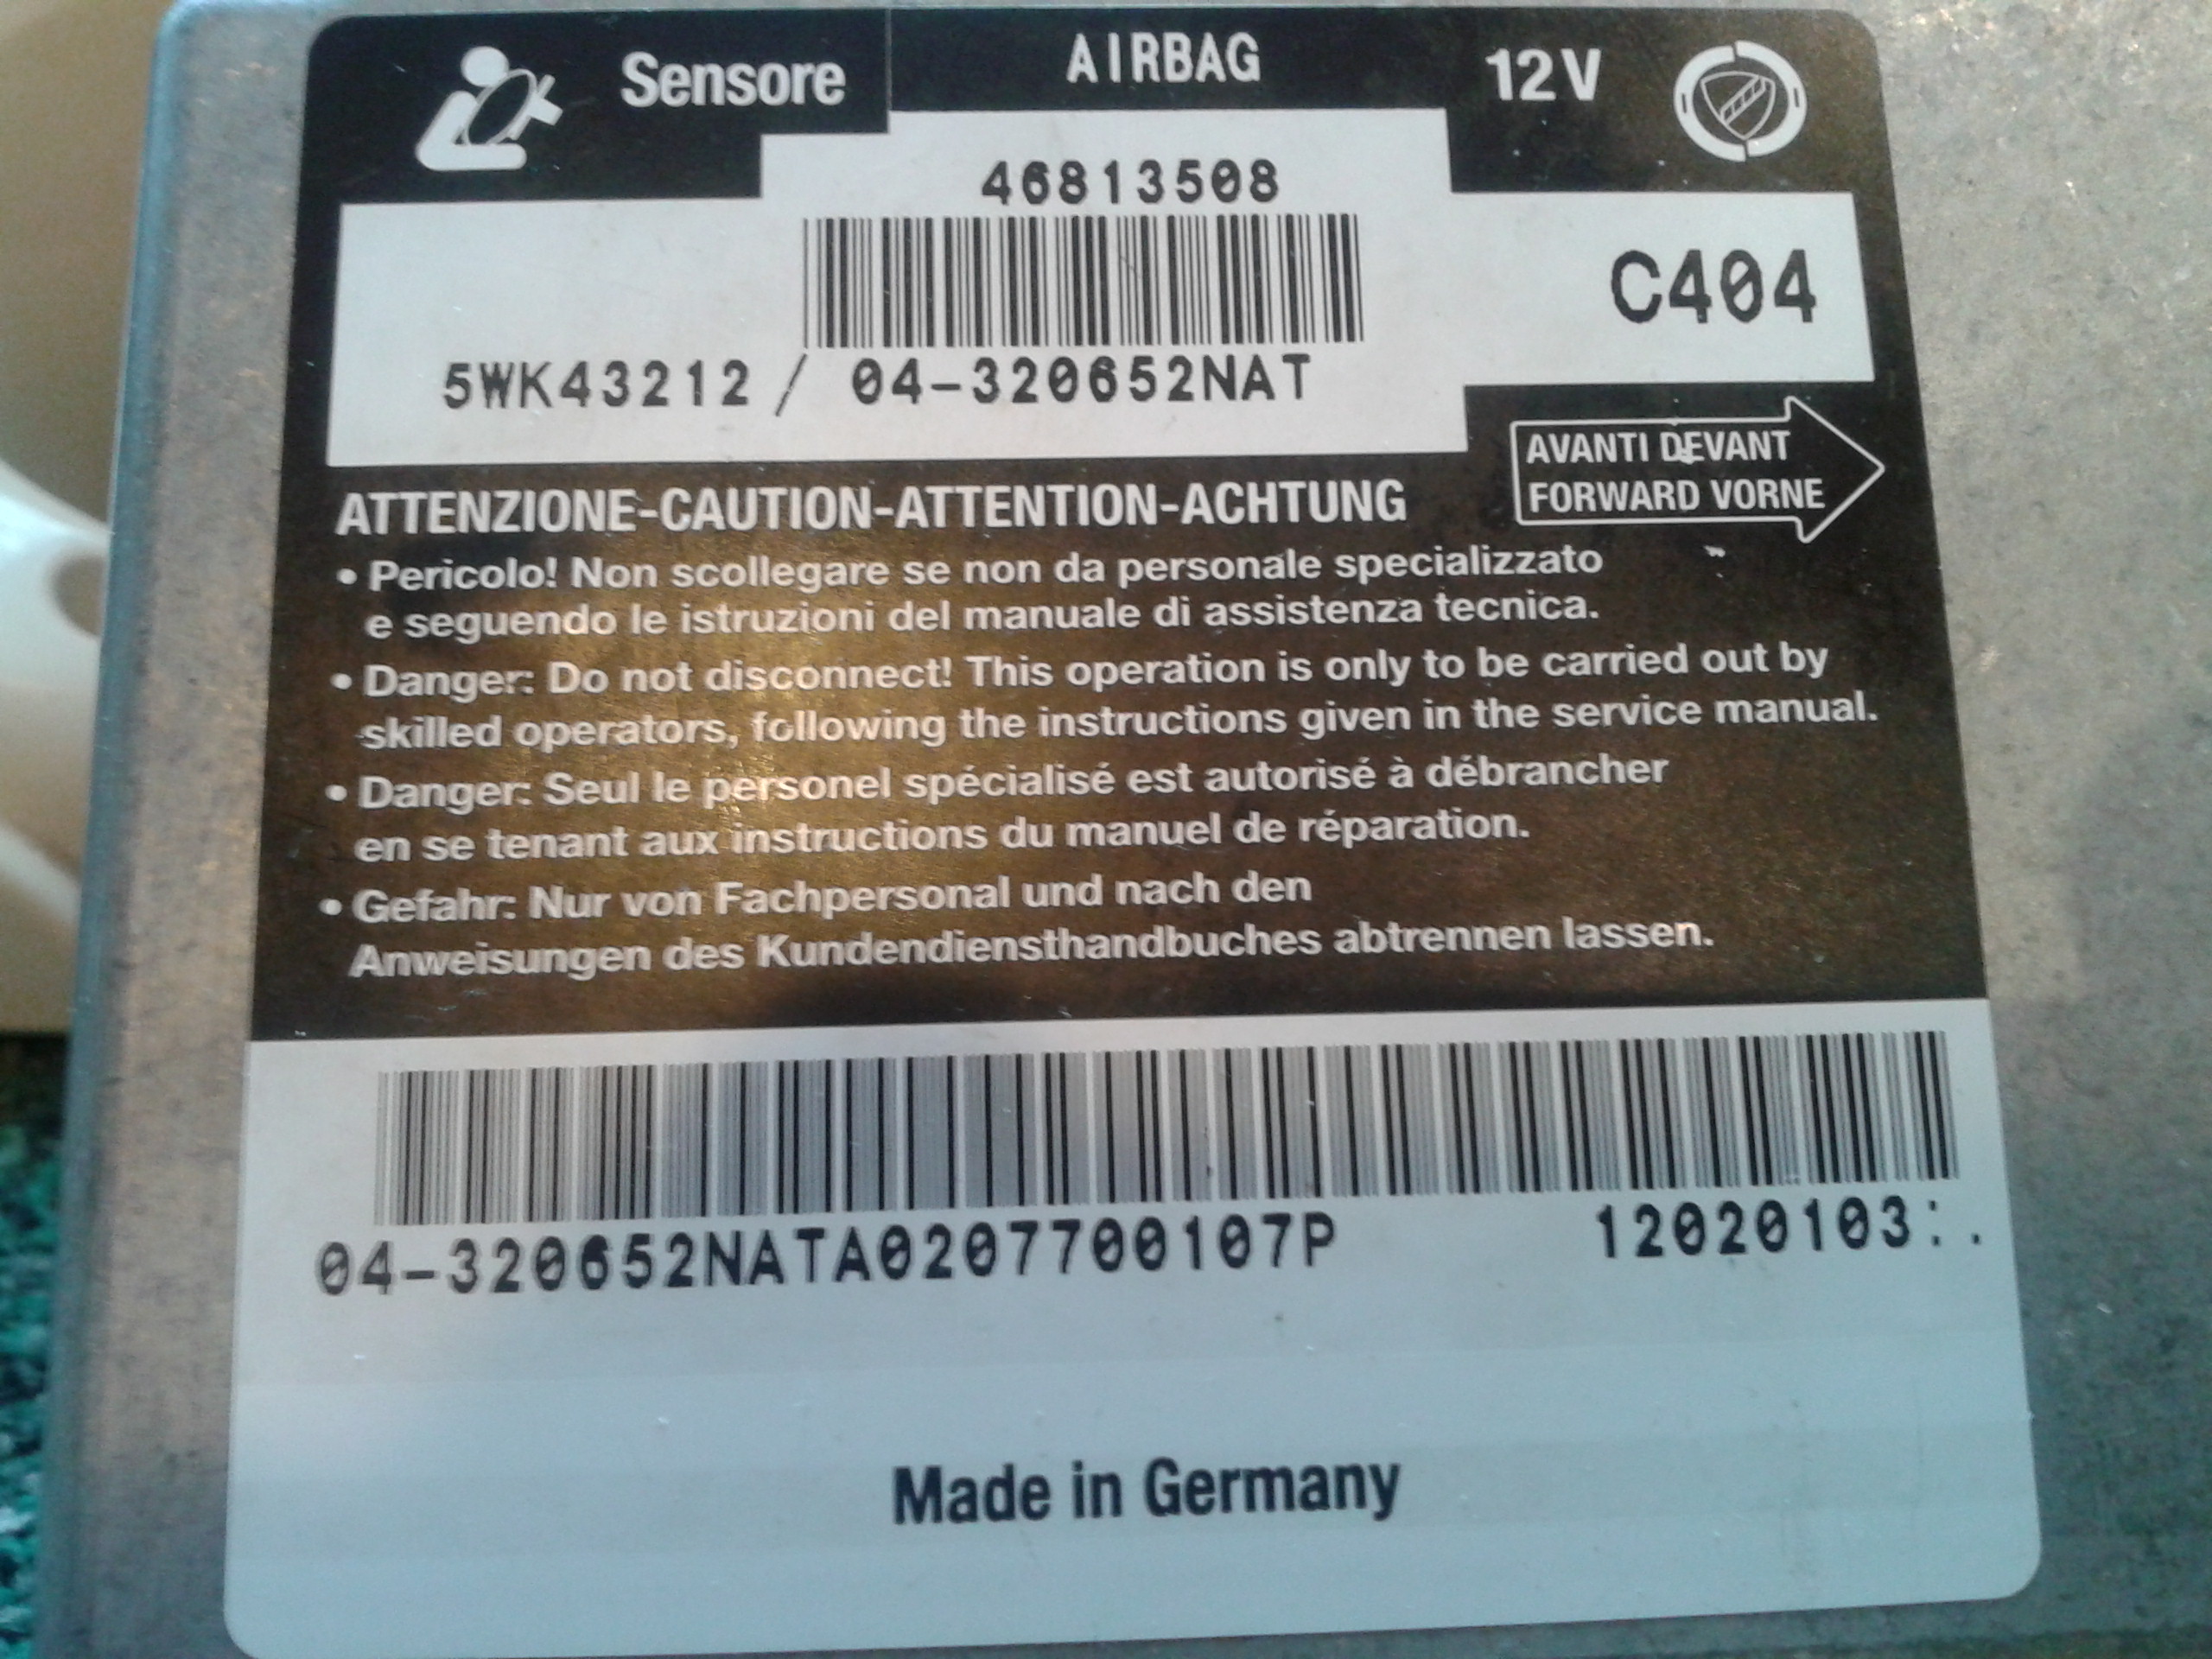 Sensore AIRBAG 12V
46813508
C404
5WK43212 / 04-320652NAT
AVANTI DEVANT
FORWARD VORNE
ATTENZIONE-CAUTION-ATTENTION-ACHTUNG
• Pericolo! Non scollegare se non da personale specializzato
e seguendo le istruzioni del manuale di assistenza tecnica.
• Danger: Do not disconnect! This operation is only to be carried out by
skilled operators, following the instructions given in the service manual.
• Danger: Seul le personel spécialisé est autorisé à débrancher
en se tenant aux instructions du manuel de réparation.
• Gefahr: Nur von Fachpersonal und nach den
Anweisungen des Kundendiensthandbuches abtrennen lassen.
04-320652NATA0207700107P 12020103:.
Made in Germany